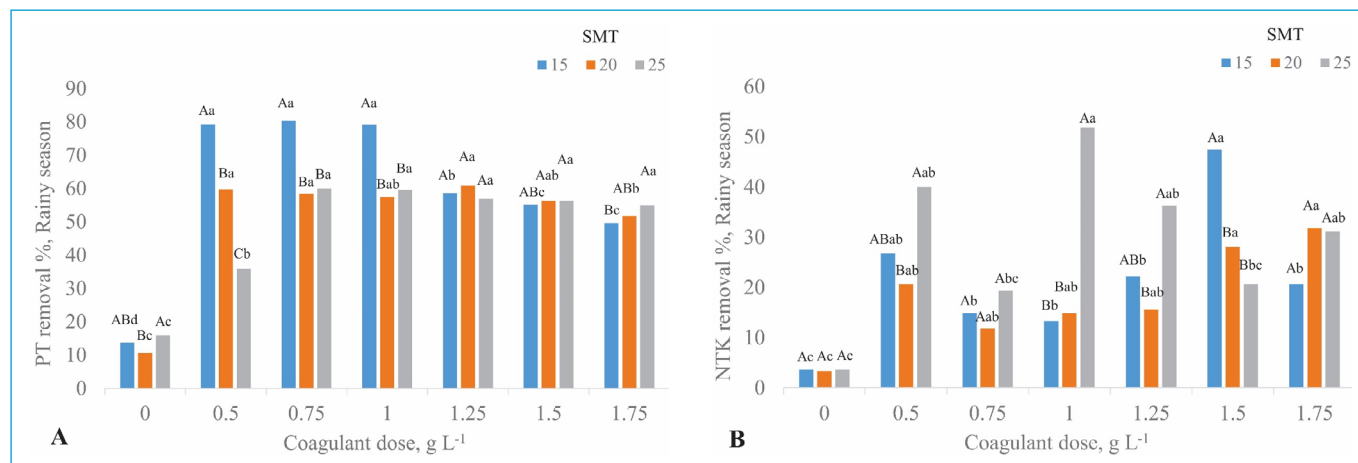 SMT
15 20 25
PT removal %, Rainy season
90
80
70
60
50
40
30
20
10
0
ABd Bc Ac
Aa Ba Cb
Aa Ba Ba
Aa Bab Ba
Ab Aa Aa
ABc Aab Aa
Bc ABb Aa
0 0.5 0.75 1 1.25 1.5 1.75
Coagulant dose, g L-1
A
SMT
15 20 25
NTK removal %, Rainy season
60
50
40
30
20
10
0
Ac Ac Ac
ABab Bab Aab
Ab Aab Abc
Bb Bab Aa
ABb Bab Aab
Aa Ba Bbc
Ab Aa Aab
0 0.5 0.75 1 1.25 1.5 1.75
Coagulant dose, g L-1
B